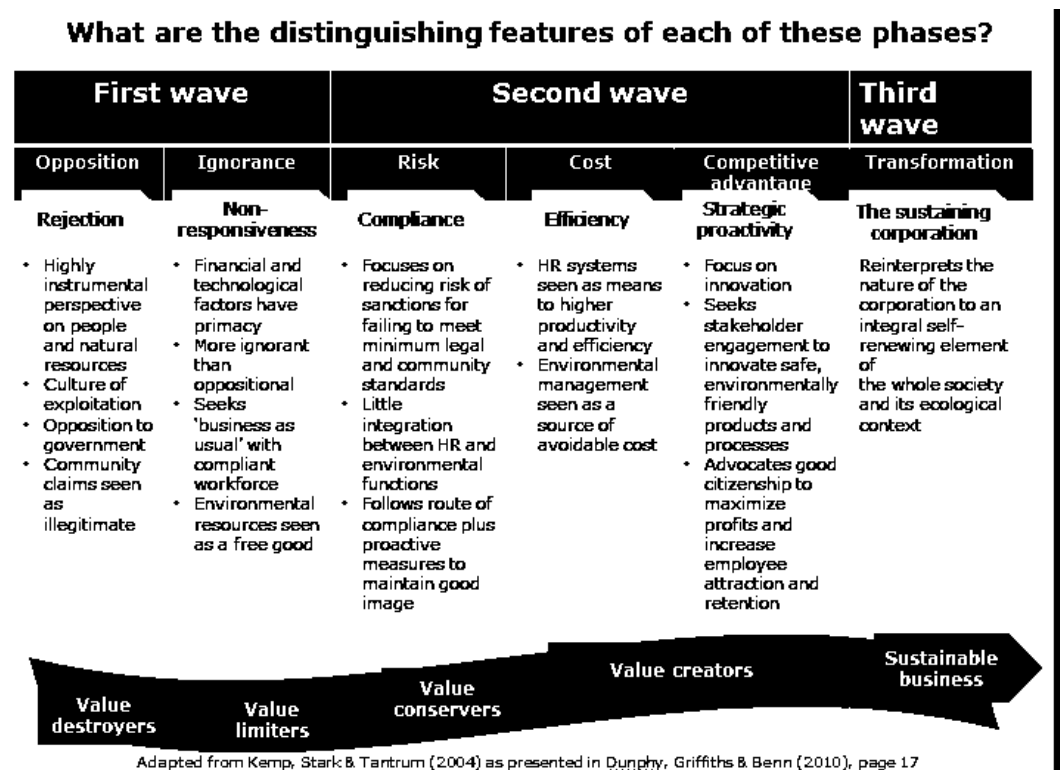 What are the distinguishing features of each of these phases?
First wave
Second wave
Third
wave
Opposition
Ignorance
Risk
Cost
Competitive
advantage
Transformation
Rejection
Non-
responsiveness
Compliance
Efficiency
Strategic
proactivity
The sustaining
corporation
• Highly
instrumental
perspective
on people
and natural
resources
• Culture of
exploitation
• Opposition to
government
• Community
claims seen
as
illegitimate
• Financial and
technological
factors have
primacy
• More ignorant
than
oppositional
• Seeks
'business as
usual' with
compliant
workforce
• Environmental
resources seen
as a free good
• Focuses on
reducing risk of
sanctions for
failing to meet
minimum legal
and community
standards
• Little
integration
between HR and
environmental
functions
• Follows route of
compliance plus
proactive
measures to
maintain good
image
• HR systems
seen as means
to higher
productivity
and efficiency
• Environmental
management
seen as a
source of
avoidable cost
• Focus on
innovation
• Seeks
stakeholder
engagement to
innovate safe,
environmentally
friendly
products and
processes
• Advocates good
citizenship to
maximize
profits and
increase
employee
attraction and
retention
Reinterprets the
nature of the
corporation to an
integral self-
renewing element
of
the whole society
and its ecological
context
Value
destroyers
Value
limiters
Value
conservers
Value creators
Sustainable
business
Adapted from Kemp, Stark & Tantrum (2004) as presented in Dunphy, Griffiths & Benn (2010), page 17